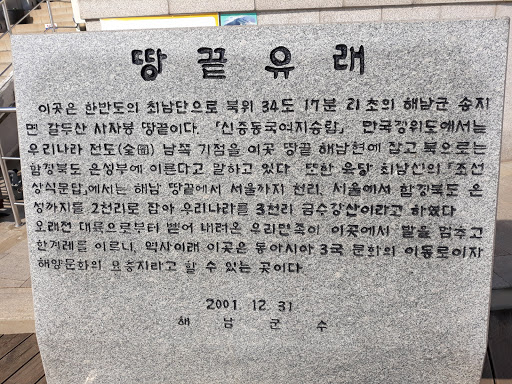 땅끝유래
이곳은 한반도의 최남단으로 북위 34도 17분 21초의 해남군 송지
면 갈두산 사자봉 땅끝이다. 「신증동국여지승람」 만국경위도에서는
우리나라 전도(全圖) 남쪽 기점을 이곳 땅끝 해남현에 잡고 북으로는
함경북도 온성부에 이른다고 말하고 있다. 또한 육당 최남선의 「조선
상식문답」에서는 해남 땅끝에서 서울까지 천리, 서울에서 함경북도 온
성까지를 2천리로 잡아 우리나라를 3천리 금수강산이라고 하였다.
오래전 대륙으로부터 뻗어 내려온 우리민족이 이곳에서 발을 멈추고
한겨레를 이루니, 역사이래 이곳은 동아시아 3국 문화의 이동로이자
해양문화의 요충지라고 할 수 있는 곳이다.
2001. 12. 31
해남군수